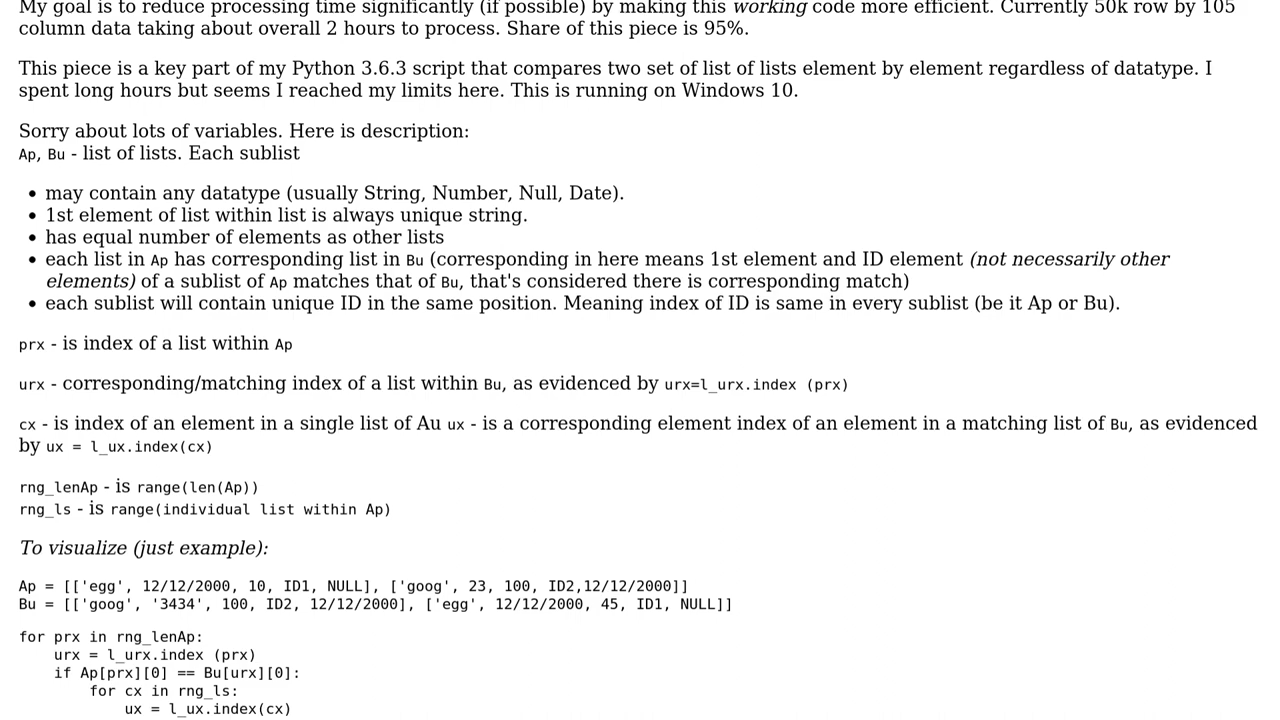 My goal is to reduce processing time significantly (if possible) by making this working code more efficient. Currently 50k row by 105
column data taking about overall 2 hours to process. Share of this piece is 95%.
This piece is a key part of my Python 3.6.3 script that compares two set of list of lists element by element regardless of datatype. I
spent long hours but seems I reached my limits here. This is running on Windows 10.
Sorry about lots of variables. Here is description:
Ap, Bu - list of lists. Each sublist
• may contain any datatype (usually String, Number, Null, Date).
• 1st element of list within list is always unique string.
• has equal number of elements as other lists
• each list in Ap has corresponding list in Bu (corresponding in here means 1st element and ID element (not necessarily other
elements) of a sublist of Ap matches that of Bu, that's considered there is corresponding match)
• each sublist will contain unique ID in the same position. Meaning index of ID is same in every sublist (be it Ap or Bu).
prx - is index of a list within Ap
urx - corresponding/matching index of a list within Bu, as evidenced by urx=l_urx.index (prx)
cx - is index of an element in a single list of Au ux - is a corresponding element index of an element in a matching list of Bu, as evidenced
by ux = l_ux.index(cx)
rng_lenAp - is range(len(Ap))
rng_ls - is range(individual list within Ap)
To visualize (just example):
Ap = [['egg', 12/12/2000, 10, ID1, NULL], ['goog', 23, 100, ID2,12/12/2000]]
Bu = [['goog', '3434', 100, ID2, 12/12/2000], ['egg', 12/12/2000, 45, ID1, NULL]]
for prx in rng_lenAp:
    urx = l_urx.index (prx)
    if Ap[prx][0] == Bu[urx][0]:
        for cx in rng_ls:
            ux = l_ux.index(cx)